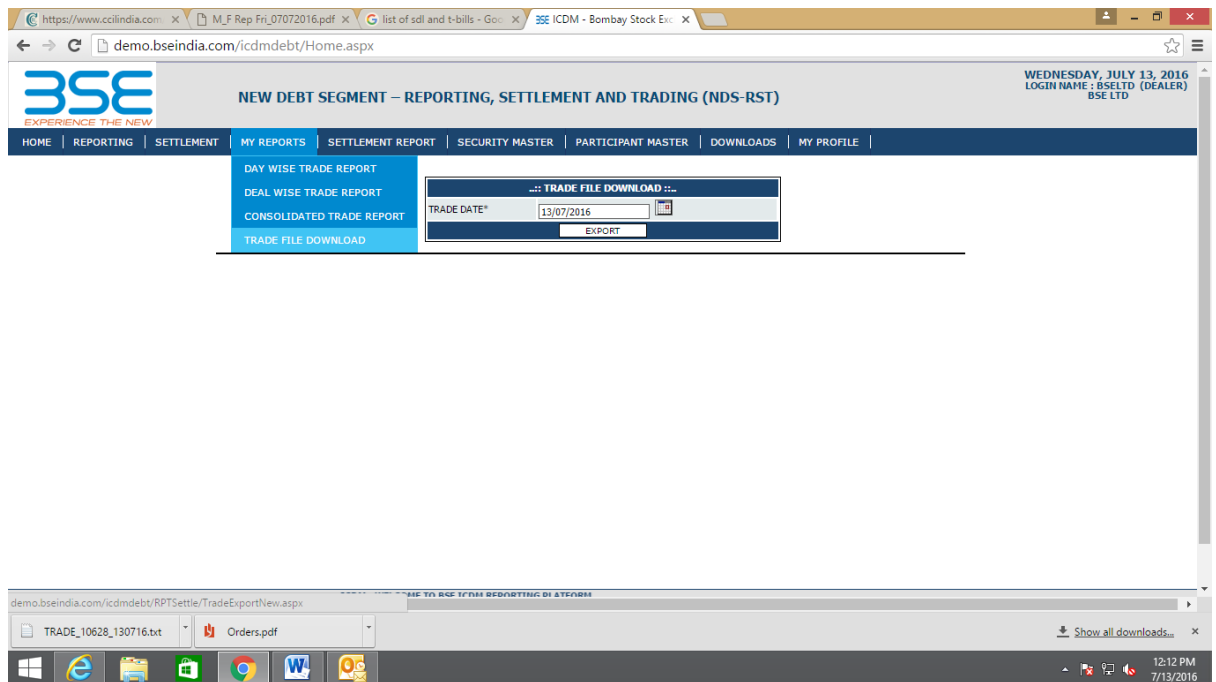 https://www.ccilindia.com
M_F Rep Fri_07072016.pdf
list of sdl and t-bills - Goo
ICDM - Bombay Stock Exc
demo.bseindia.com/icdmdebt/Home.aspx
BSE
EXPERIENCE THE NEW
NEW DEBT SEGMENT – REPORTING, SETTLEMENT AND TRADING (NDS-RST)
WEDNESDAY, JULY 13, 2016
LOGIN NAME : BSELTD (DEALER)
BSE LTD
HOME | REPORTING | SETTLEMENT | MY REPORTS | SETTLEMENT REPORT | SECURITY MASTER | PARTICIPANT MASTER | DOWNLOADS | MY PROFILE |
DAY WISE TRADE REPORT
DEAL WISE TRADE REPORT
CONSOLIDATED TRADE REPORT
TRADE FILE DOWNLOAD
..:: TRADE FILE DOWNLOAD ::..
TRADE DATE* 13/07/2016
EXPORT
TO BSE ICDM REPORTING PLATFORM
demo.bseindia.com/icdmdebt/RPTSettle/TradeExportNew.aspx
TRADE_10628_130716.txt
Orders.pdf
Show all downloads...
12:12 PM
7/13/2016